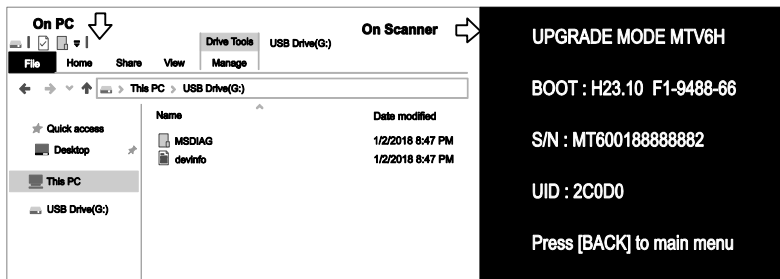 On PC
Drive Tools
USB Drive(G:)
File Home Share View Manage
This PC > USB Drive(G:)
Quick access
Desktop
This PC
USB Drive(G:)
Name Date modified
MSDIAG 1/2/2018 8:47 PM
devinfo 1/2/2018 8:47 PM
On Scanner
UPGRADE MODE MTV6H
BOOT : H23.10 F1-9488-66
S/N : MT600188888882
UID : 2C0D0
Press [BACK] to main menu